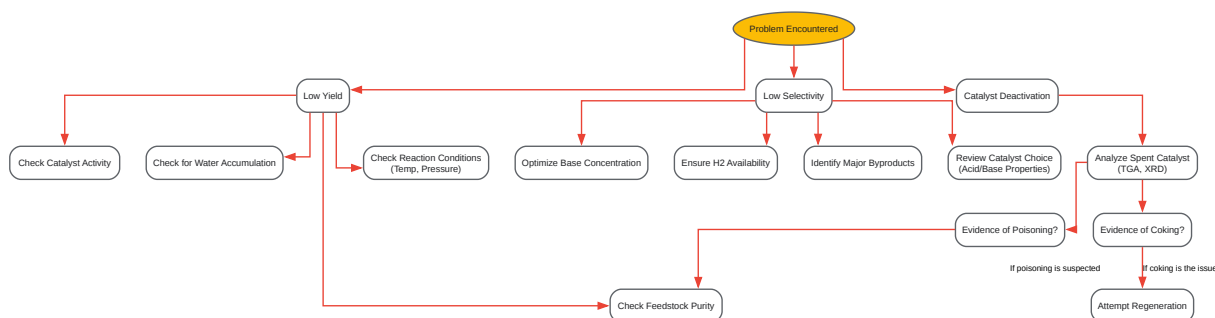 Problem Encountered
Low Yield
Low Selectivity
Catalyst Deactivation
Check Catalyst Activity
Check for Water Accumulation
Check Reaction Conditions
(Temp, Pressure)
Optimize Base Concentration
Ensure H2 Availability
Identify Major Byproducts
Review Catalyst Choice
(Acid/Base Properties)
Analyze Spent Catalyst
(TGA, XRD)
Evidence of Poisoning?
Evidence of Coking?
If poisoning is suspected
If coking is the issue
Check Feedstock Purity
Attempt Regeneration